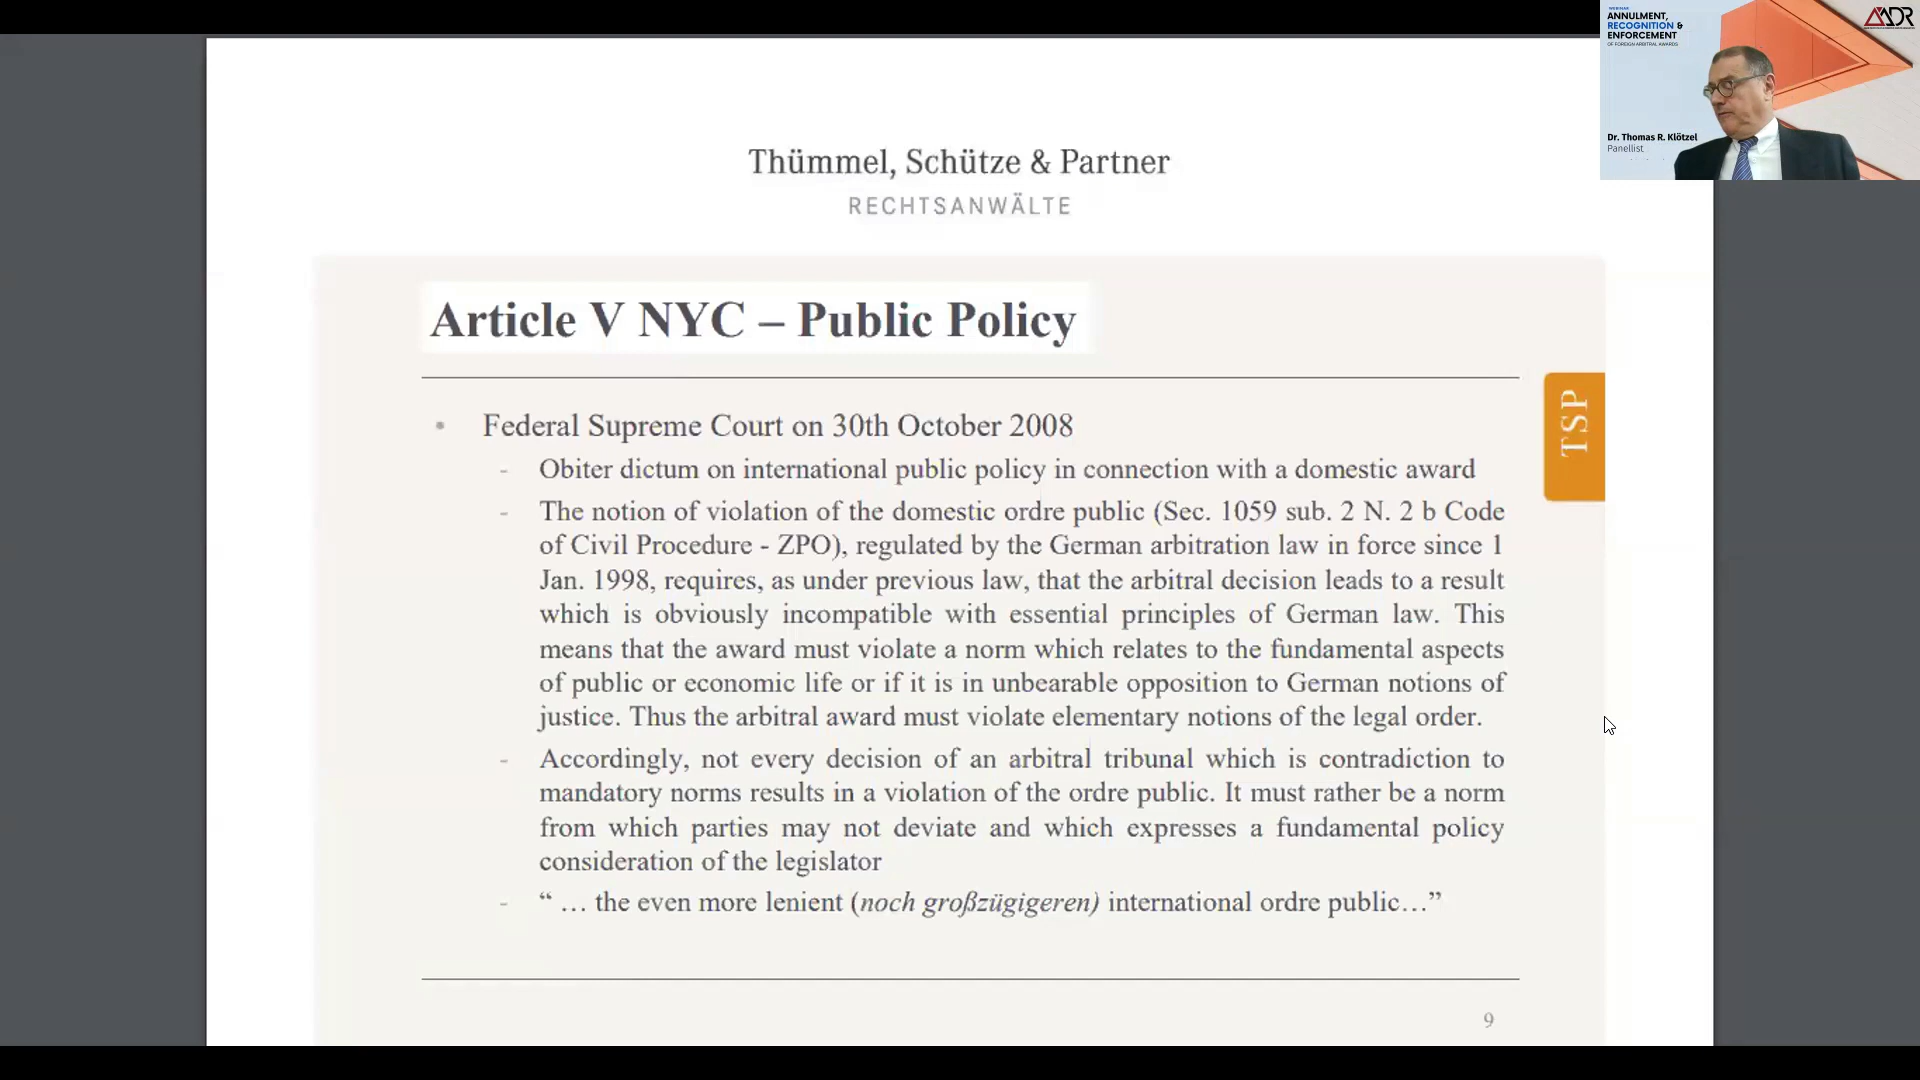 WEBINAR
ANNULMENT,
RECOGNITION &
ENFORCEMENT
OF FOREIGN ARBITRAL AWARDS
Dr. Thomas R. Klötzel
Panellist
Thümmel, Schütze & Partner
RECHTSANWÄLTE
Article V NYC – Public Policy
TSP
• Federal Supreme Court on 30th October 2008
- Obiter dictum on international public policy in connection with a domestic award
- The notion of violation of the domestic ordre public (Sec. 1059 sub. 2 N. 2 b Code
of Civil Procedure - ZPO), regulated by the German arbitration law in force since 1
Jan. 1998, requires, as under previous law, that the arbitral decision leads to a result
which is obviously incompatible with essential principles of German law. This
means that the award must violate a norm which relates to the fundamental aspects
of public or economic life or if it is in unbearable opposition to German notions of
justice. Thus the arbitral award must violate elementary notions of the legal order.
- Accordingly, not every decision of an arbitral tribunal which is contradiction to
mandatory norms results in a violation of the ordre public. It must rather be a norm
from which parties may not deviate and which expresses a fundamental policy
consideration of the legislator
- “ … the even more lenient (noch großzügigeren) international ordre public…”
9